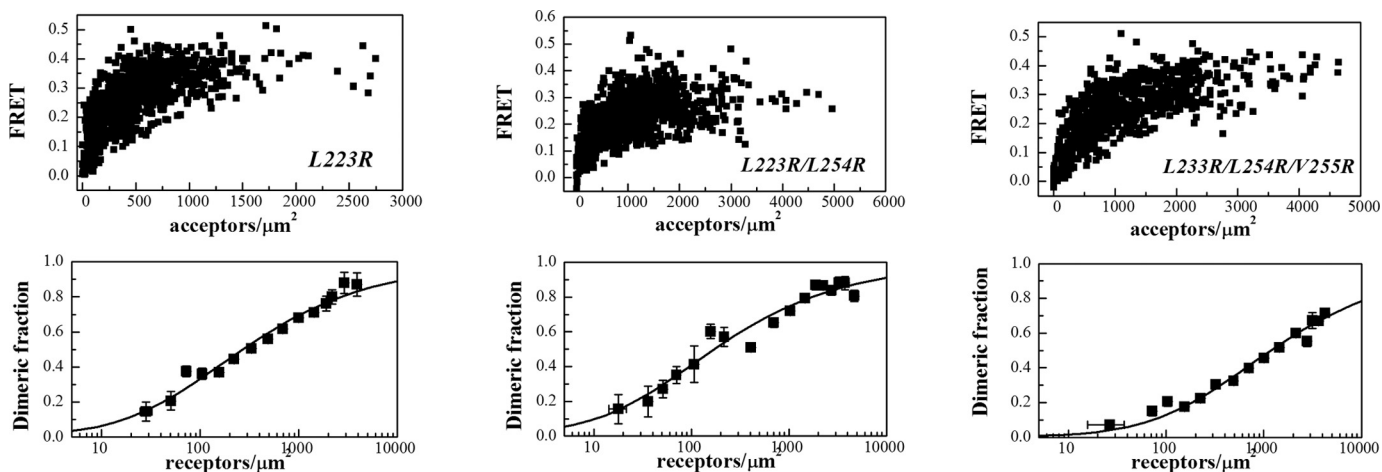 0.5
0.4
0.3
0.2
0.1
0.0
FRET
L223R
0 500 1000 1500 2000 2500 3000
acceptors/μm²
0.6
0.5
0.4
0.3
0.2
0.1
0.0
FRET
L223R/L254R
0 1000 2000 3000 4000 5000 6000
acceptors/μm²
0.5
0.4
0.3
0.2
0.1
0.0
FRET
L233R/L254R/V255R
0 1000 2000 3000 4000 5000
acceptors/μm²
1.0
0.8
0.6
0.4
0.2
0.0
Dimeric fraction
10 100 1000 10000
receptors/μm²
1.0
0.8
0.6
0.4
0.2
0.0
Dimeric fraction
10 100 1000 10000
receptors/μm²
1.0
0.8
0.6
0.4
0.2
0.0
Dimeric fraction
10 100 1000 10000
receptors/μm²